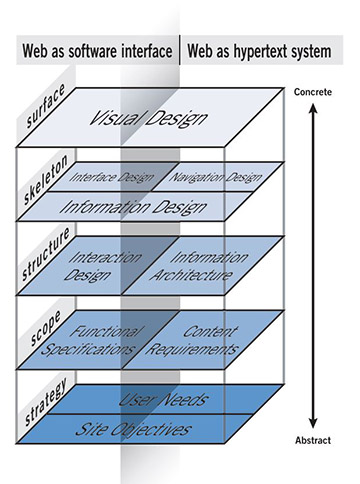 Web as software interface
Web as hypertext system
Concrete
surface
Visual Design
skeleton
Interface Design
Navigation Design
Information Design
structure
Interaction
Design
Information
Architecture
scope
Functional
Specifications
Content
Requirements
strategy
User Needs
Site Objectives
Abstract